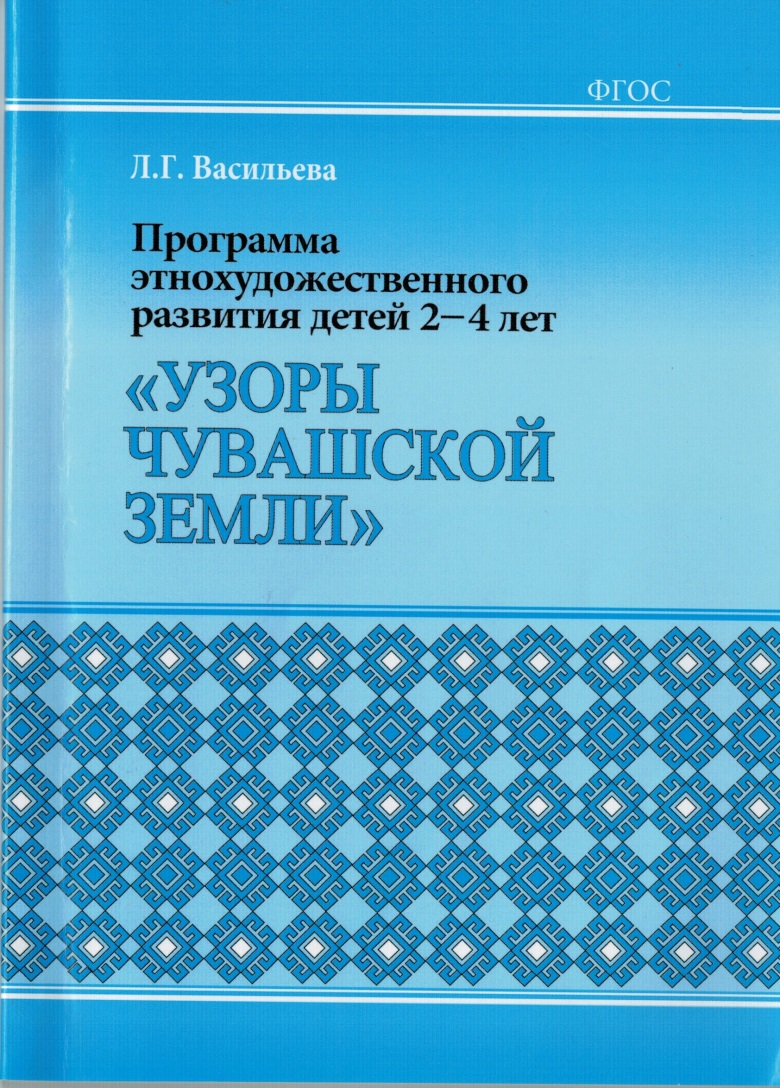 ФГОС
Л.Г. Васильева
Программа
этнохудожественного
развития детей 2–4 лет
«УЗОРЫ
ЧУВАШСКОЙ
ЗЕМЛИ»